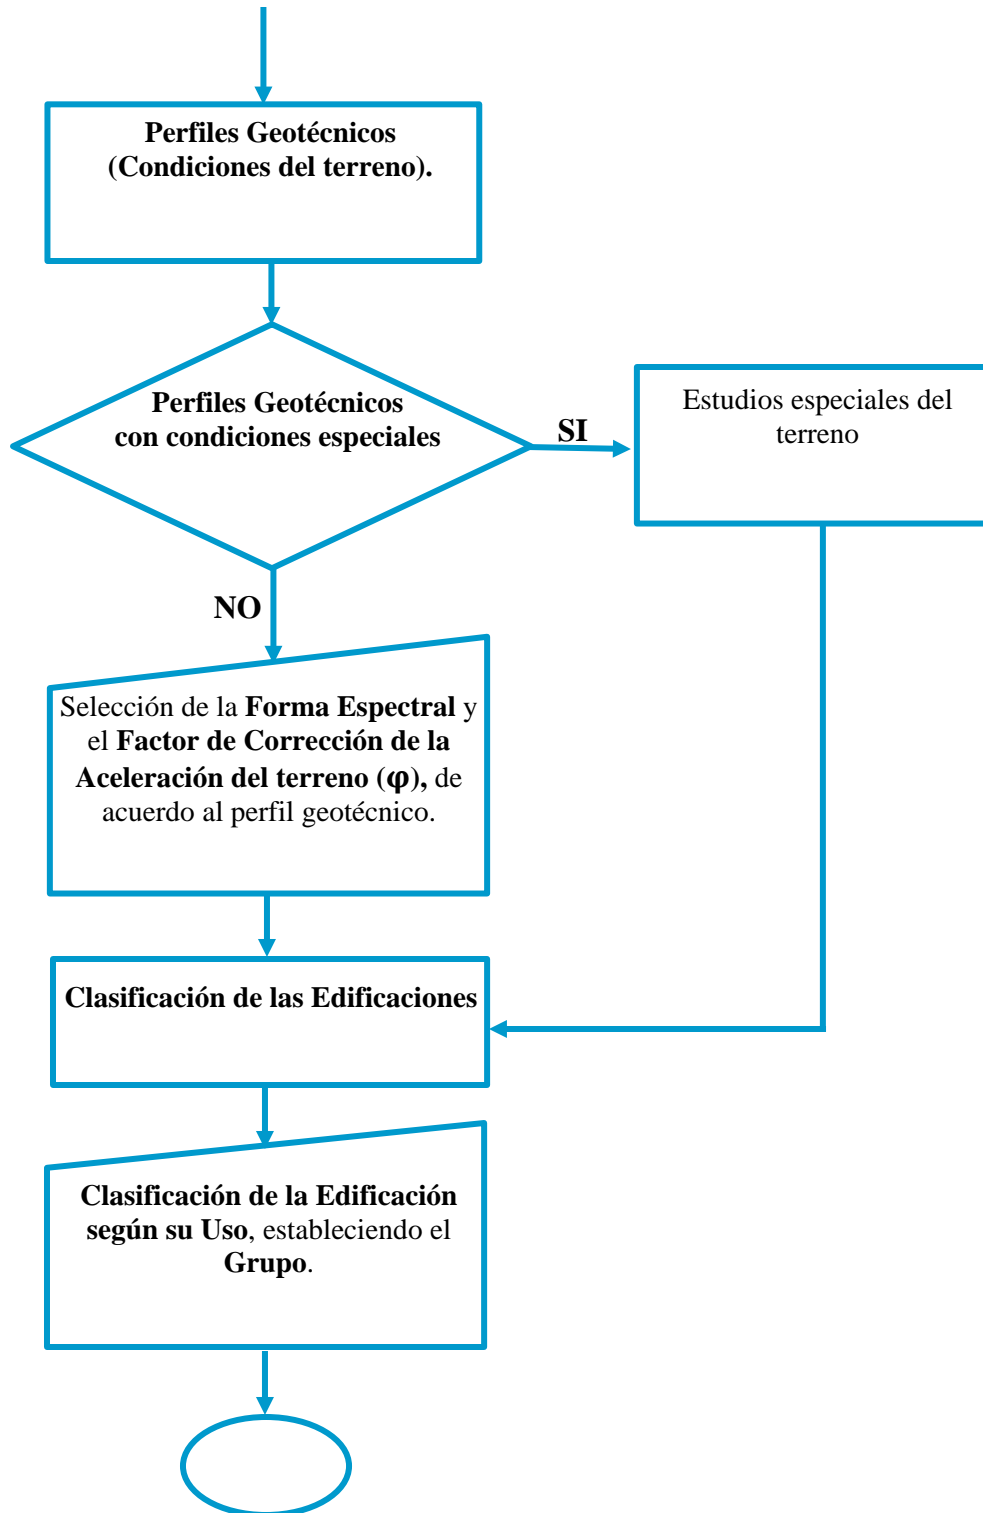 Perfiles Geotécnicos
(Condiciones del terreno).
Perfiles Geotécnicos
con condiciones especiales
SI
Estudios especiales del
terreno
NO
Selección de la Forma Espectral y
el Factor de Corrección de la
Aceleración del terreno (φ), de
acuerdo al perfil geotécnico.
Clasificación de las Edificaciones
Clasificación de la Edificación
según su Uso, estableciendo el
Grupo.